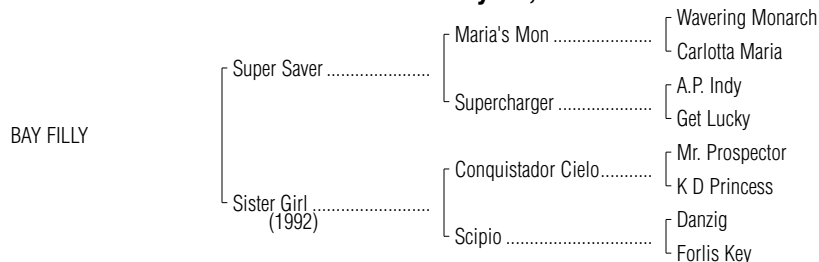 Wavering Monarch
Maria's Mon ....................
Carlotta Maria
Super Saver ......................
A.P. Indy
Supercharger ...................
Get Lucky
BAY FILLY
Mr. Prospector
Conquistador Cielo..........
K D Princess
Sister Girl .........................
(1992)
Danzig
Scipio ..............................
Forlis Key